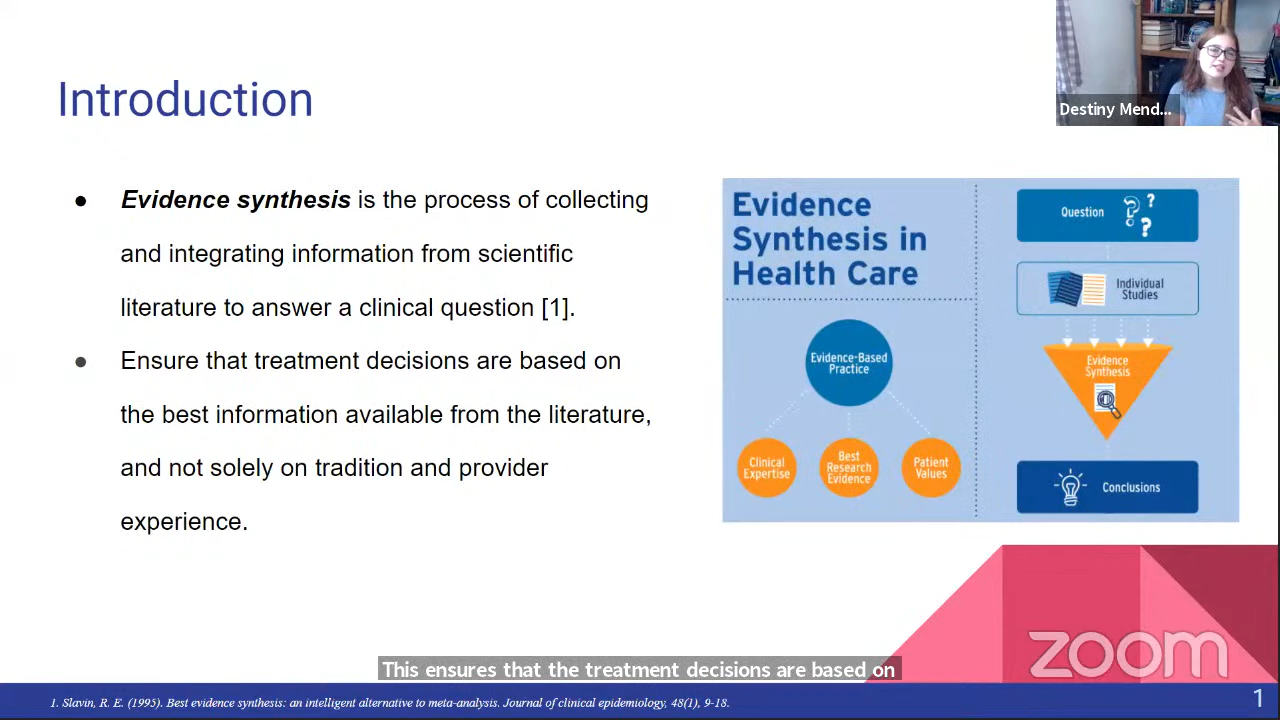 Introduction
Destiny Mend...
● Evidence synthesis is the process of collecting
and integrating information from scientific
literature to answer a clinical question [1].
● Ensure that treatment decisions are based on
the best information available from the literature,
and not solely on tradition and provider
experience.
Evidence
Synthesis in
Health Care
Evidence-Based
Practice
Clinical
Expertise
Best
Research
Evidence
Patient
Values
Question
? ? ?
Individual
Studies
Evidence
Synthesis
Conclusions
zoom
This ensures that the treatment decisions are based on
1. Slavin, R. E. (1995). Best evidence synthesis: an intelligent alternative to meta-analysis. Journal of clinical epidemiology, 48(1), 9-18.
1